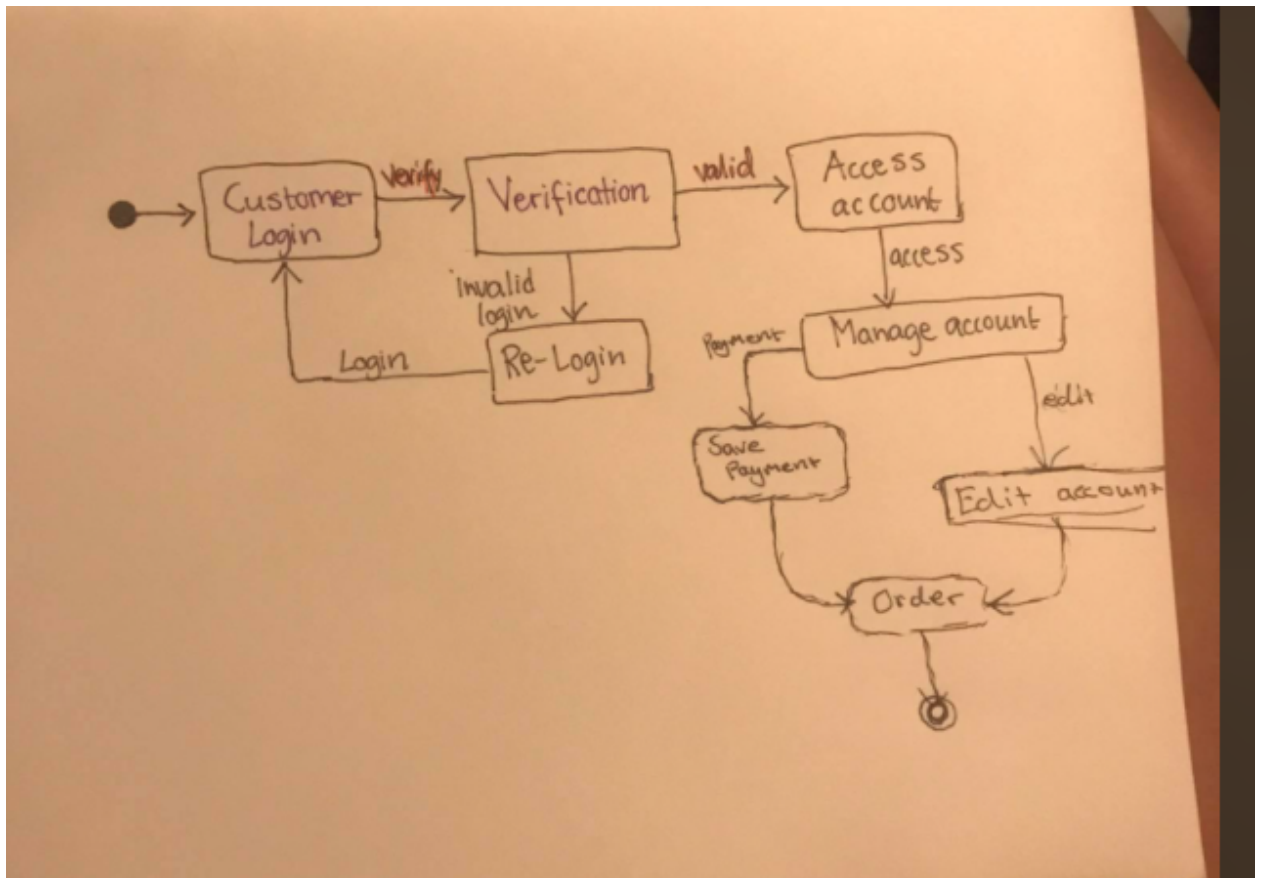 Customer
Login
verify
Verification
valid
Access
account
access
invalid
login
Re-Login
Login
Manage account
Payment
edit
Save
Payment
Edit account
Order